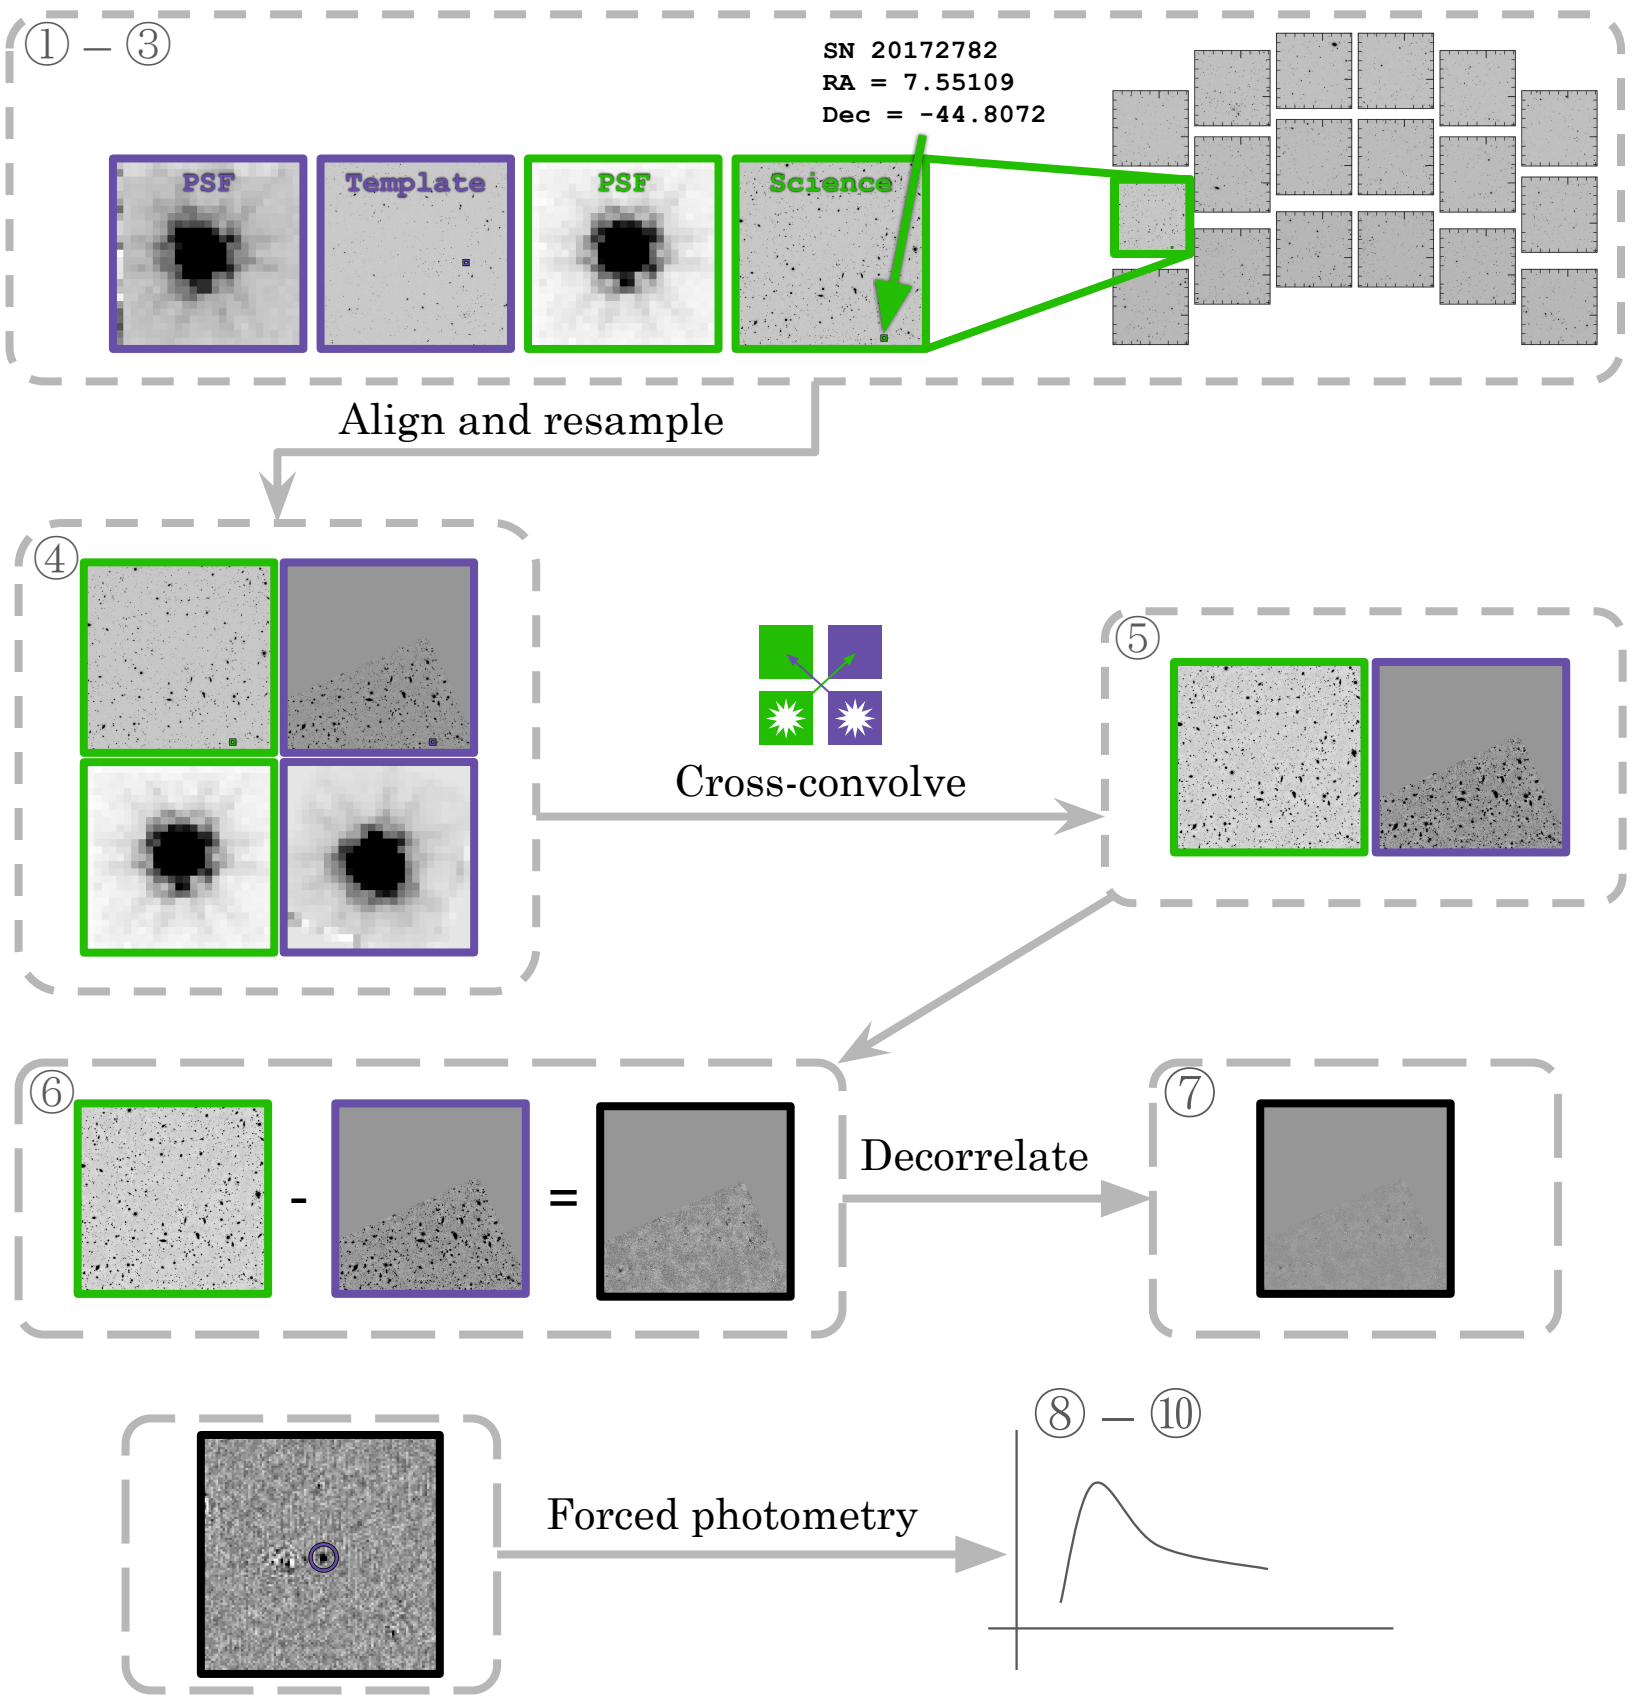 ① – ③
SN 20172782
RA = 7.55109
Dec = -44.8072
PSF
Template
PSF
Science
Align and resample
④
Cross-convolve
⑤
⑥
- =
Decorrelate
⑦
Forced photometry
⑧ – ⑩